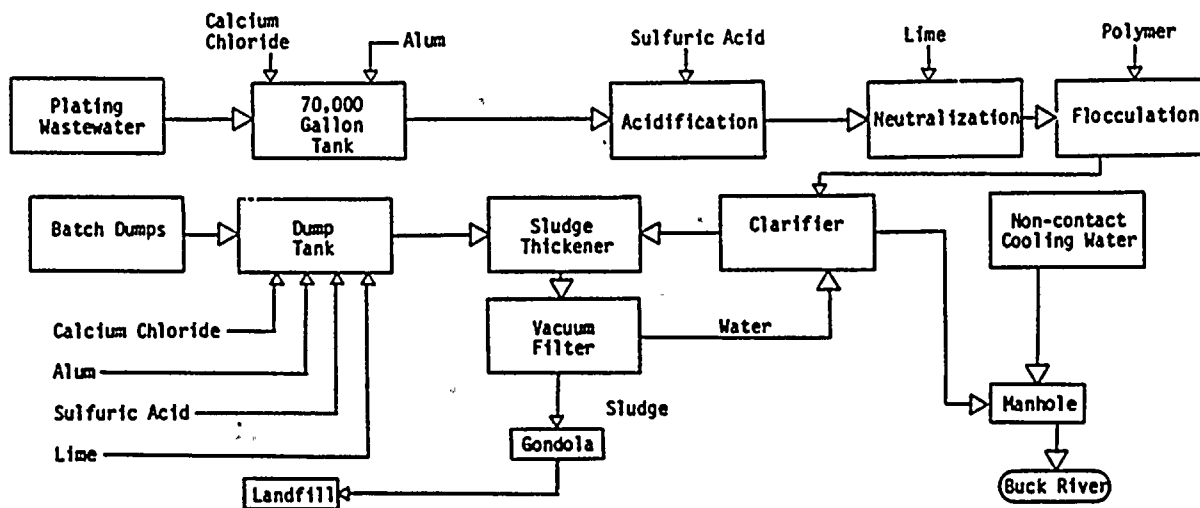 Calcium
Chloride
Alum
Sulfuric Acid
Lime
Polymer
Plating
Wastewater
70,000
Gallon
Tank
Acidification
Neutralization
Flocculation
Batch Dumps
Dump
Tank
Sludge
Thickener
Clarifier
Non-contact
Cooling Water
Calcium Chloride
Alum
Sulfuric Acid
Lime
Vacuum
Filter
Water
Sludge
Gondola
Landfill
Manhole
Buck River